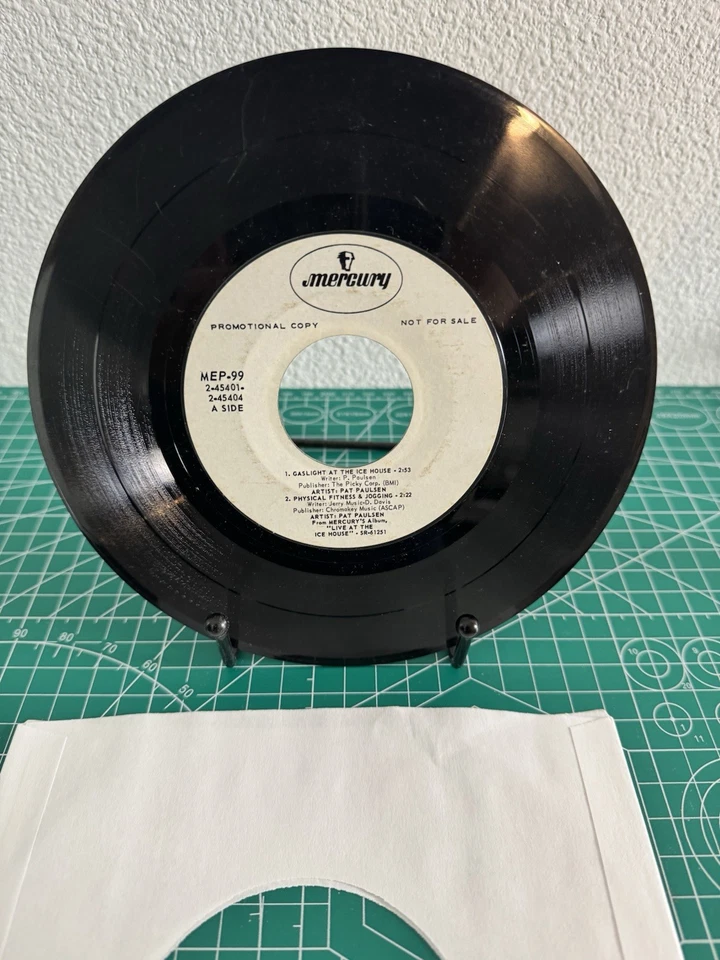 mercury
PROMOTIONAL COPY NOT FOR SALE
MEP-99
2-45401-
2-45404
A SIDE
1. GASLIGHT AT THE ICE HOUSE - 2:53
Writer: P. Paulsen
Publisher: The Picky Corp. (BMI)
ARTIST: PAT PAULSEN
2. PHYSICAL FITNESS & JOGGING - 2:22
Writer: Jerry Music-D. Davis
Publisher: Chromakey Music (ASCAP)
ARTIST: PAT PAULSEN
From MERCURY'S Album,
"LIVE AT THE
ICE HOUSE" - SR-61251
90
80
70
60
50
10
11